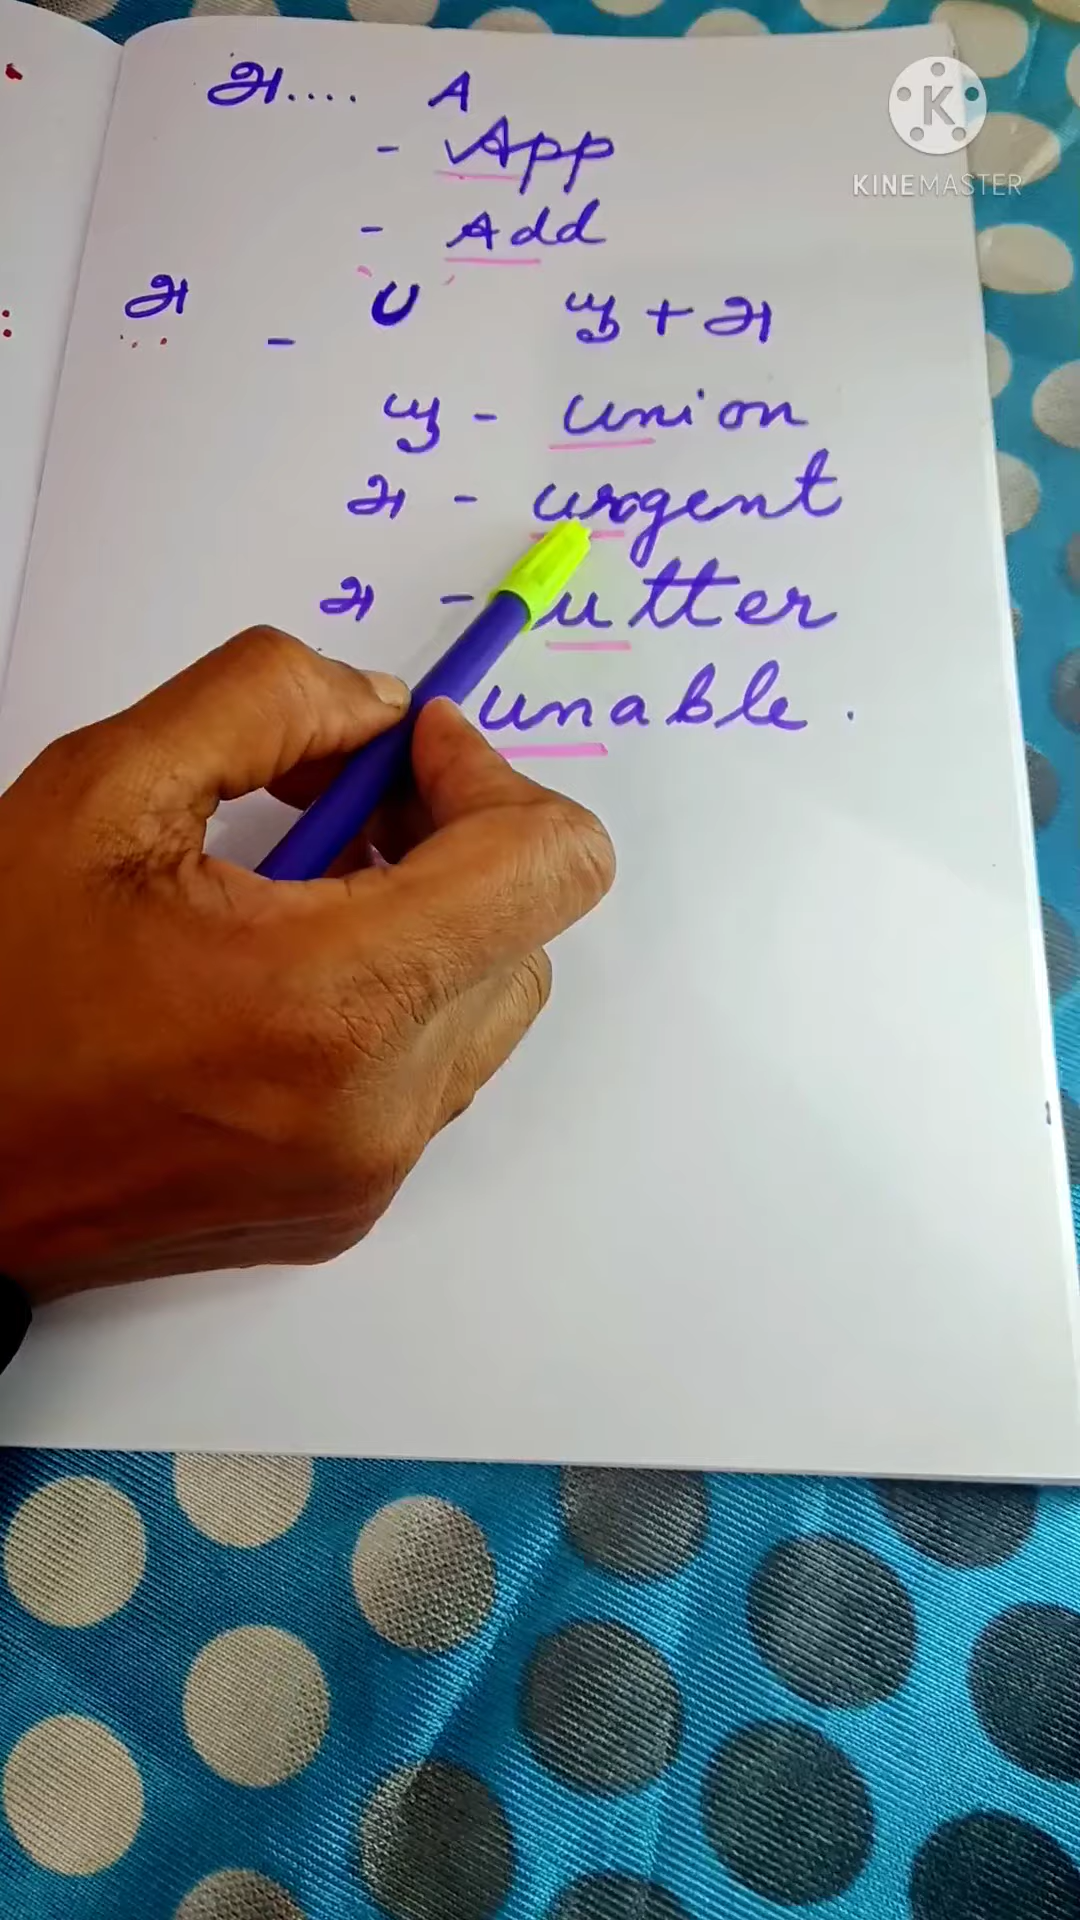 அ.... A
- App
- Add
அ - U யு + அ
யு - union
அ - urgent
அ - utter
unable.
KINEMASTER